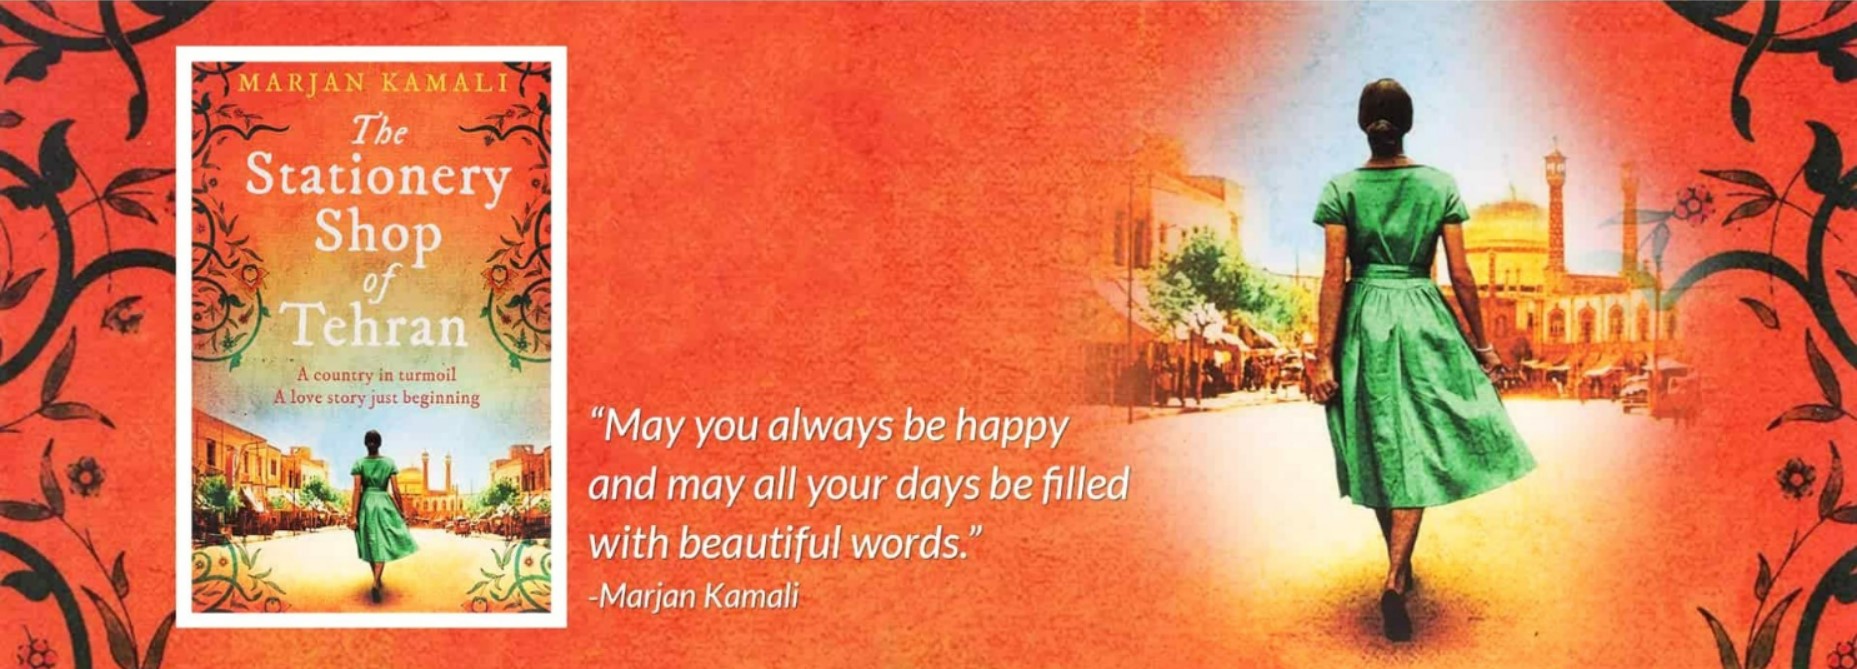 MARJAN KAMALI
The
Stationery
Shop
of
Tehran
A country in turmoil
A love story just beginning
“May you always be happy
and may all your days be filled
with beautiful words.”
-Marjan Kamali